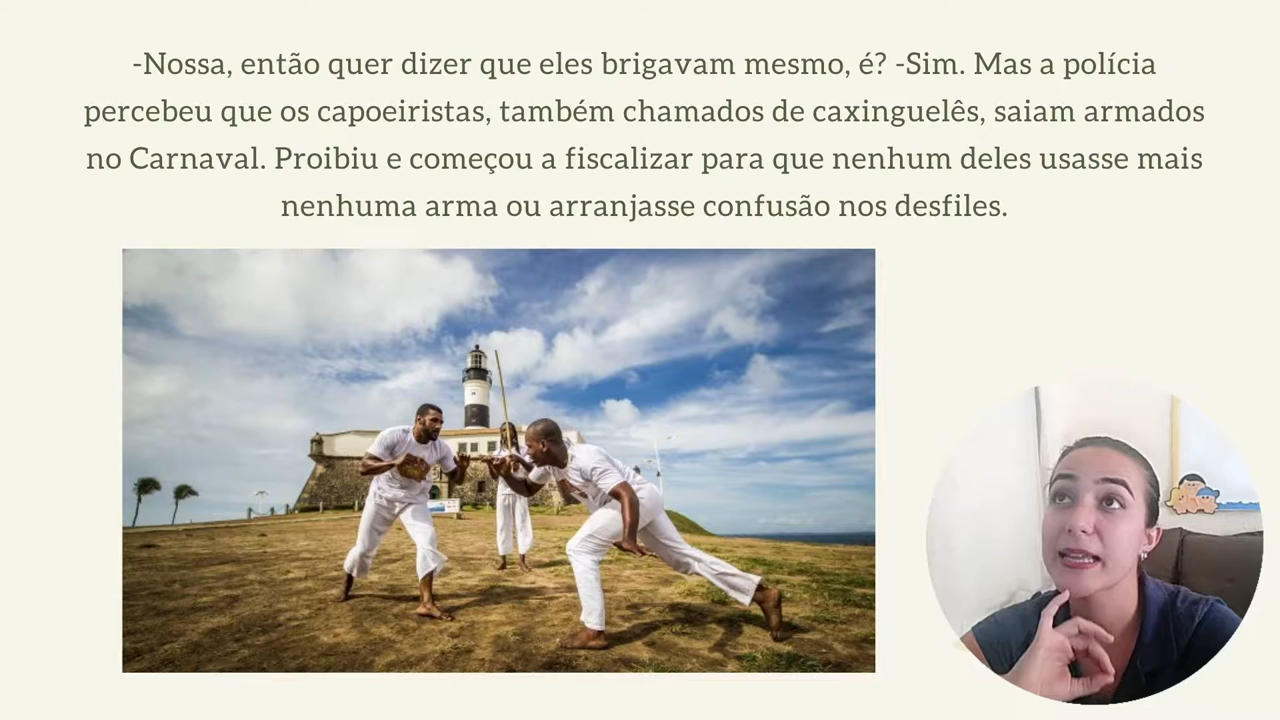 -Nossa, então quer dizer que eles brigavam mesmo, é? -Sim. Mas a polícia
percebeu que os capoeiristas, também chamados de caxinguelês, saiam armados
no Carnaval. Proibiu e começou a fiscalizar para que nenhum deles usasse mais
nenhuma arma ou arranjasse confusão nos desfiles.